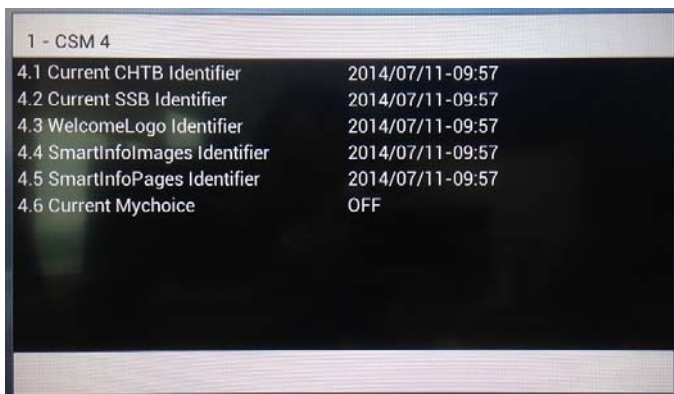 1 - CSM 4
4.1 Current CHTB Identifier 2014/07/11-09:57
4.2 Current SSB Identifier 2014/07/11-09:57
4.3 WelcomeLogo Identifier 2014/07/11-09:57
4.4 SmartInfoImages Identifier 2014/07/11-09:57
4.5 SmartInfoPages Identifier 2014/07/11-09:57
4.6 Current Mychoice OFF